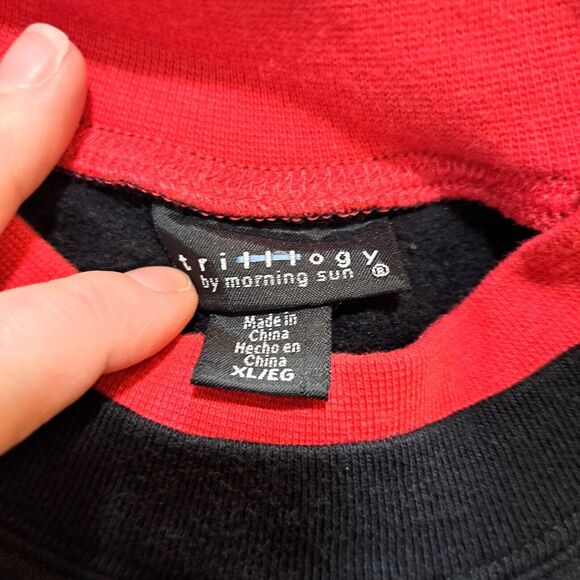 trilllogy
by morning sun ®
Made in
China
Hecho en
China
XL/EG